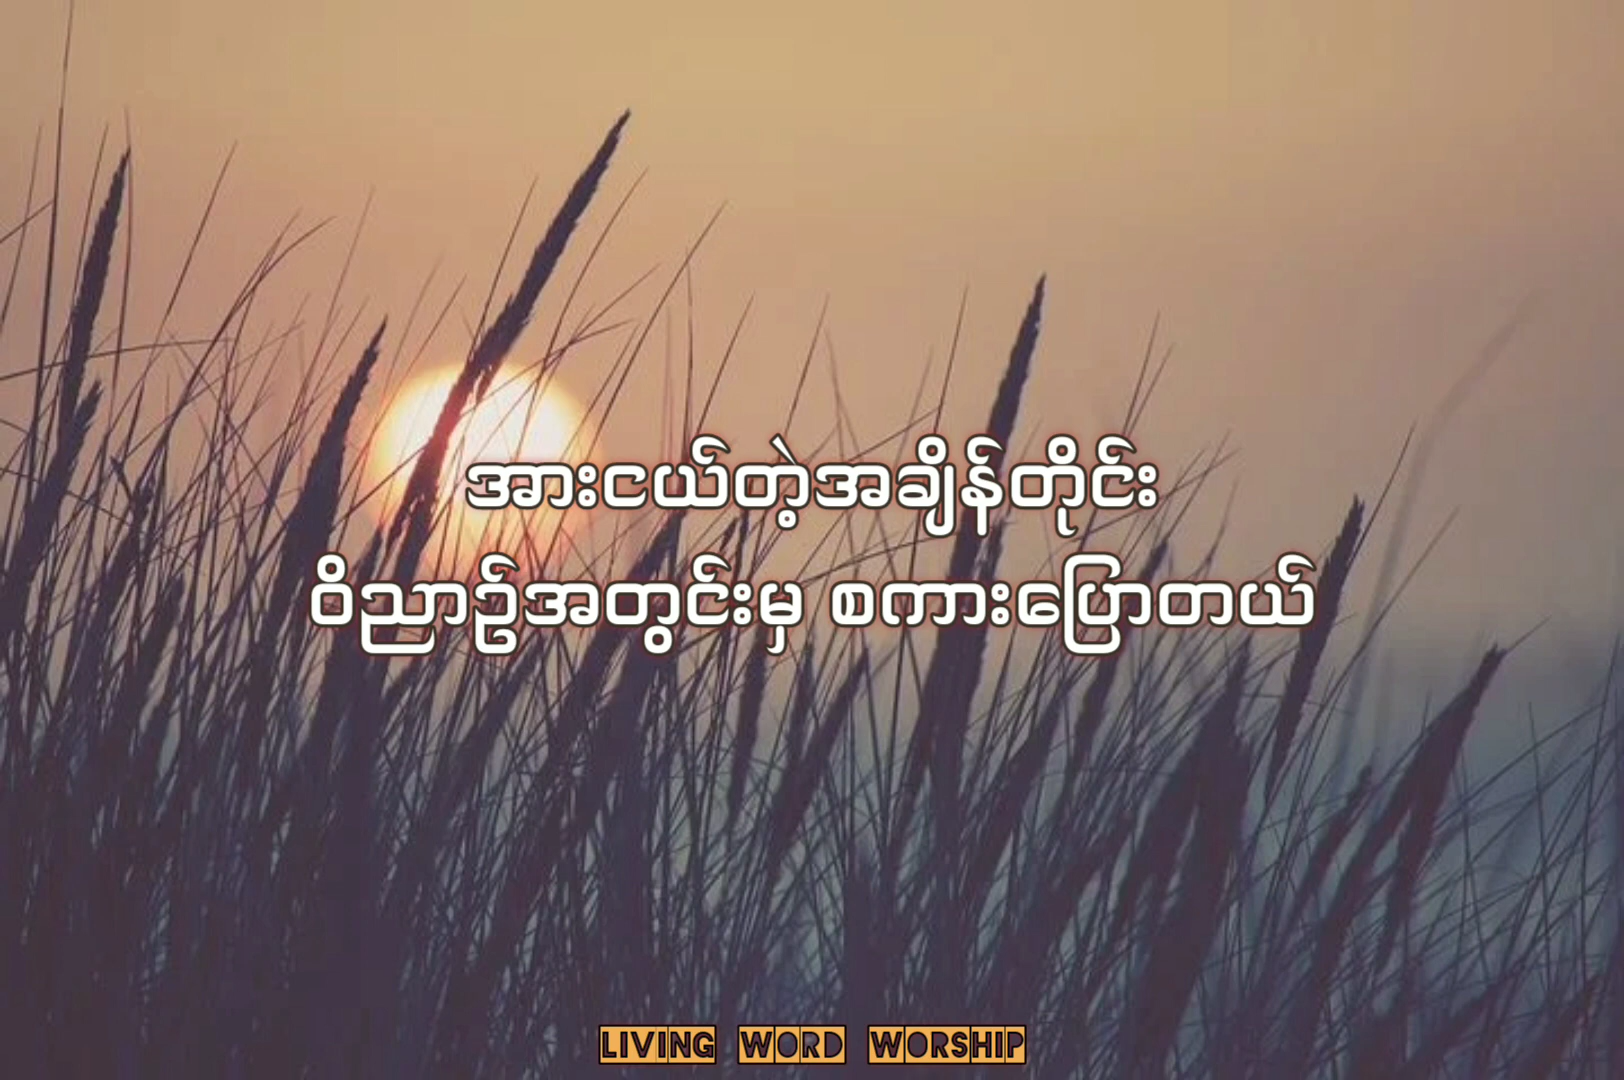 အားငယ်တဲ့အချိန်တိုင်း
ဝိညာဥ်အတွင်းမှ စကားပြောတယ်
LIVING WORD WORSHIP